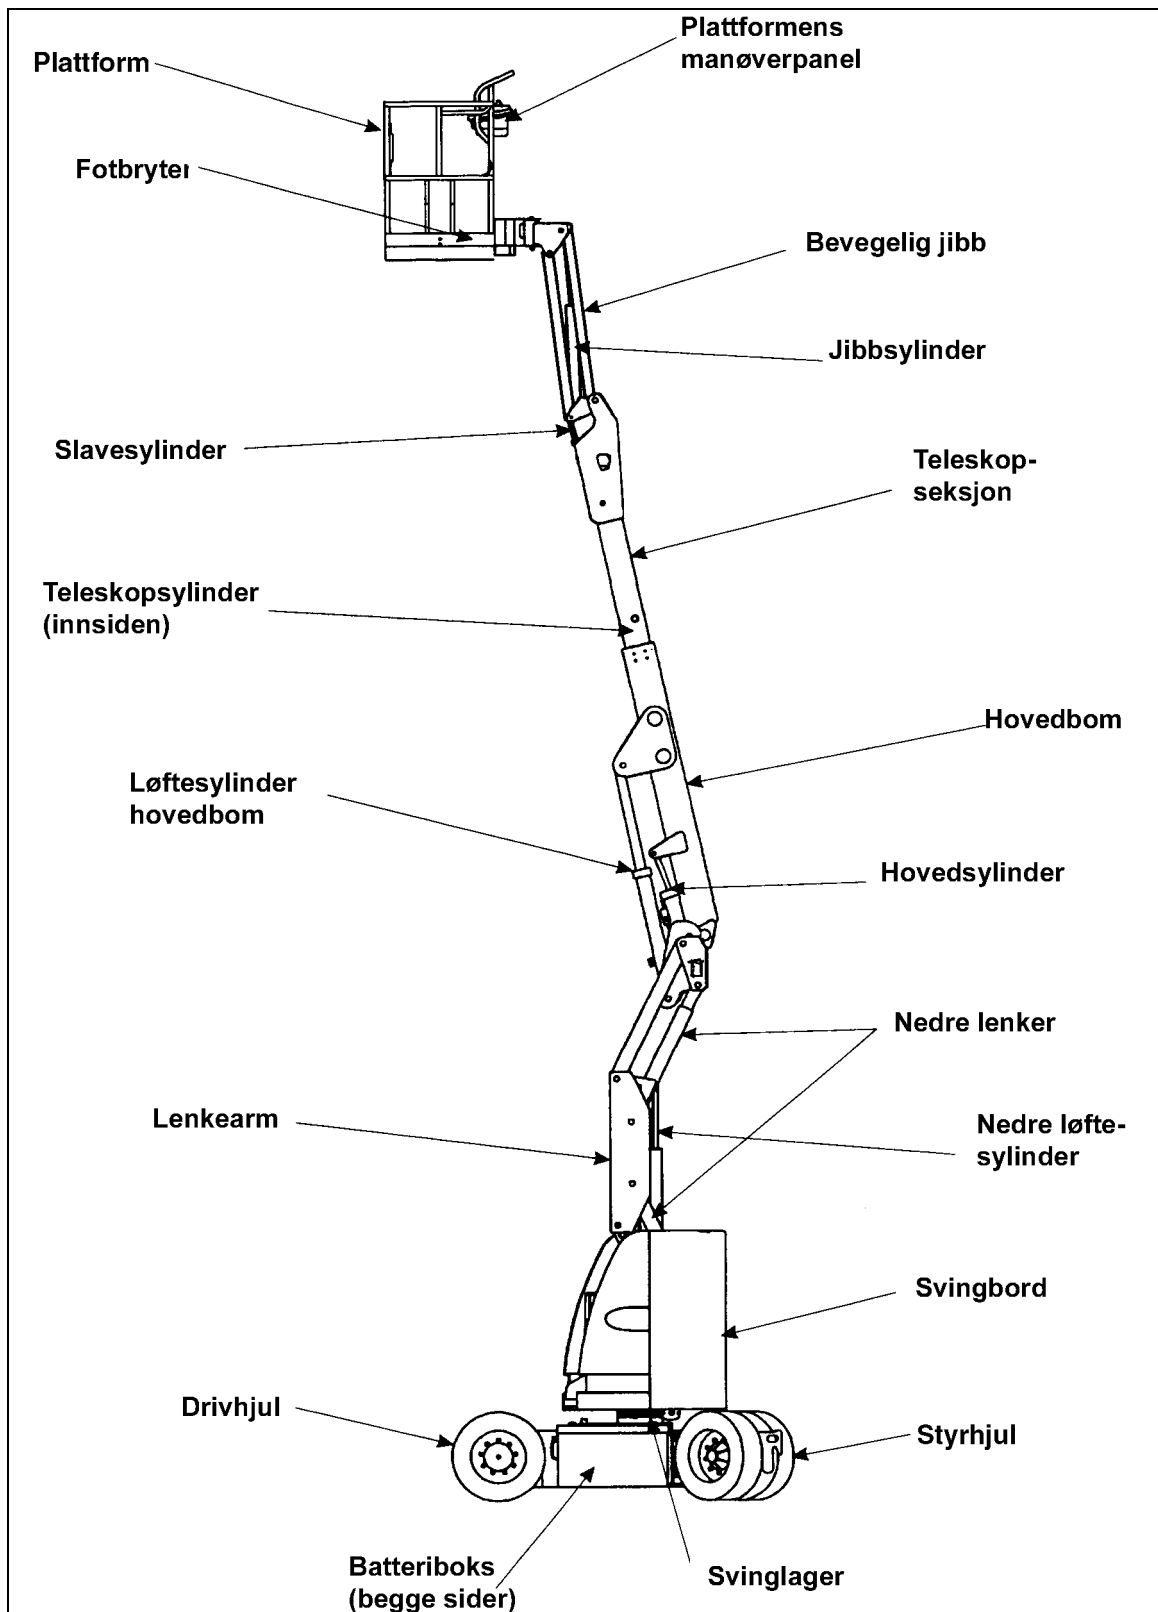 Plattformens
manøverpanel
Plattform
Fotbryter
Bevegelig jibb
Jibbsylinder
Slavesylinder
Teleskop-
seksjon
Teleskopsylinder
(innsiden)
Hovedbom
Løftesylinder
hovedbom
Hovedsylinder
Nedre lenker
Lenkearm
Nedre løfte-
sylinder
Svingbord
Drivhjul
Styrhjul
Batteriboks
(begge sider)
Svinglager